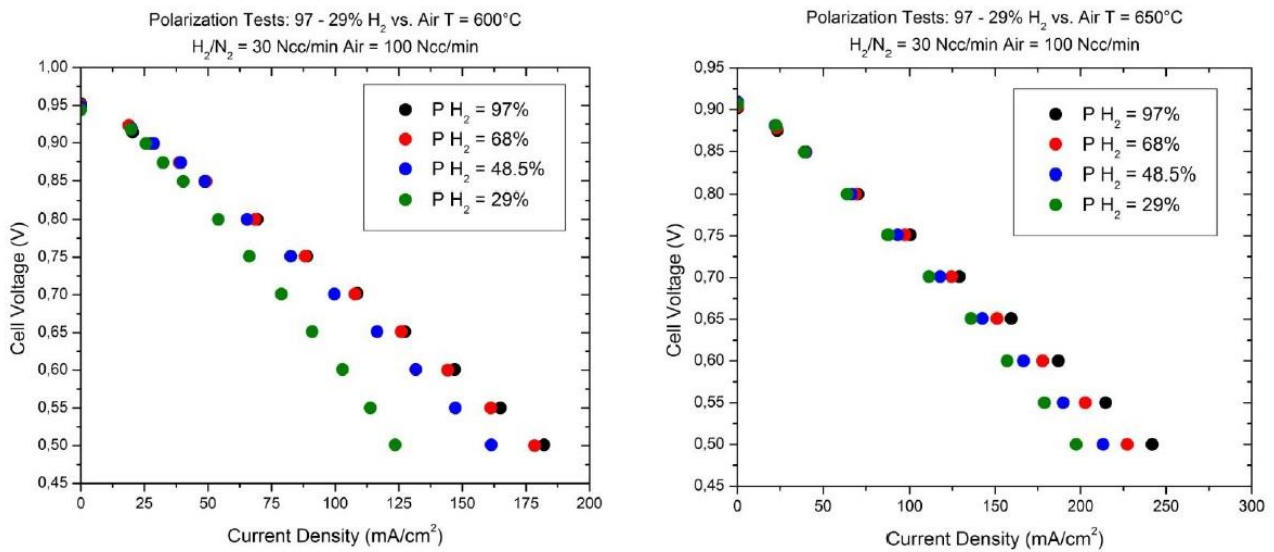 Polarization Tests: 97 - 29% H2 vs. Air T = 600°C
H2/N2 = 30 Ncc/min Air = 100 Ncc/min
1.00
0,95
0,90
0,85
0,80
0,75
0,70
0,65
0,60
0,55
0,50
0,45
Cell Voltage (V)
P H2 = 97%
P H2 = 68%
P H2 = 48.5%
P H2 = 29%
0 25 50 75 100 125 150 175 200
Current Density (mA/cm2)
Polarization Tests: 97 - 29% H2 vs. Air T = 650°C
H2/N2 = 30 Ncc/min Air = 100 Ncc/min
0,95
0,90
0,85
0,80
0,75
0,70
0,65
0,60
0,55
0,50
0,45
Cell Voltage (V)
P H2 = 97%
P H2 = 68%
P H2 = 48.5%
P H2 = 29%
0 50 100 150 200 250 300
Current Density (mA/cm2)